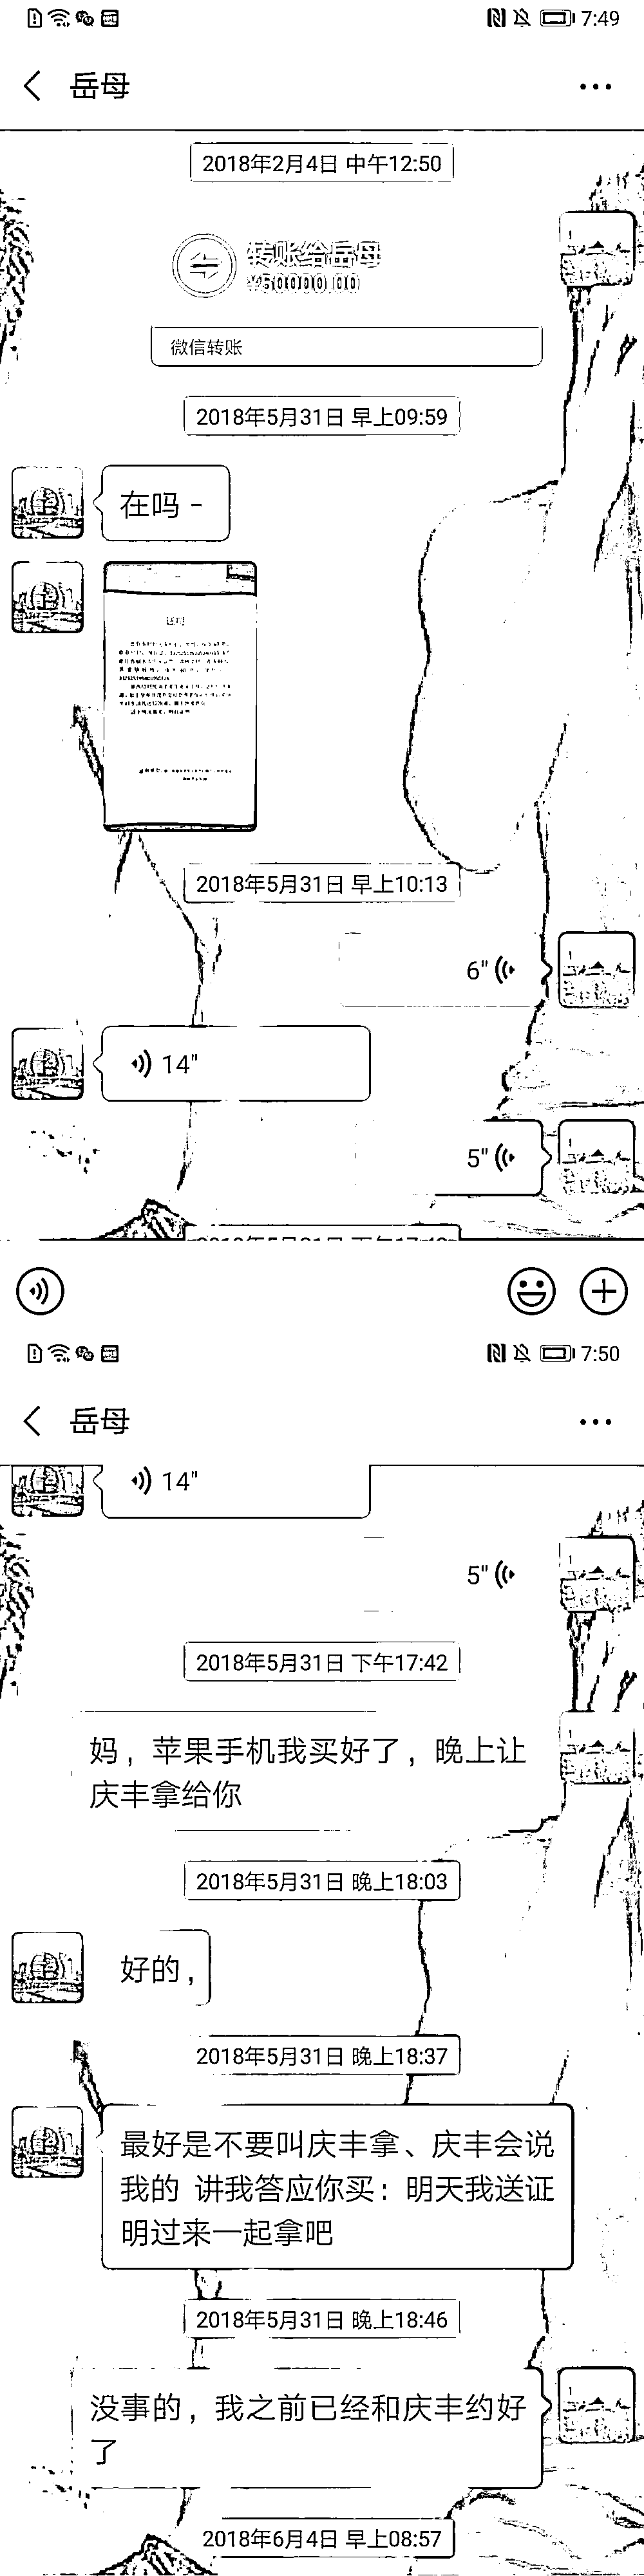 7:49
岳母
2018年2月4日 中午12:50
转账给岳母
¥50000.00
微信转账
2018年5月31日 早上09:59
在吗 -
证明
2018年5月31日 早上10:13
6"
14"
5"
7:50
岳母
14"
5"
2018年5月31日 下午17:42
妈，苹果手机我买好了，晚上让
庆丰拿给你
2018年5月31日 晚上18:03
好的，
2018年5月31日 晚上18:37
最好是不要叫庆丰拿、庆丰会说
我的 讲我答应你买：明天我送证
明过来一起拿吧
2018年5月31日 晚上18:46
没事的，我之前已经和庆丰约好
了
2018年6月4日 早上08:57